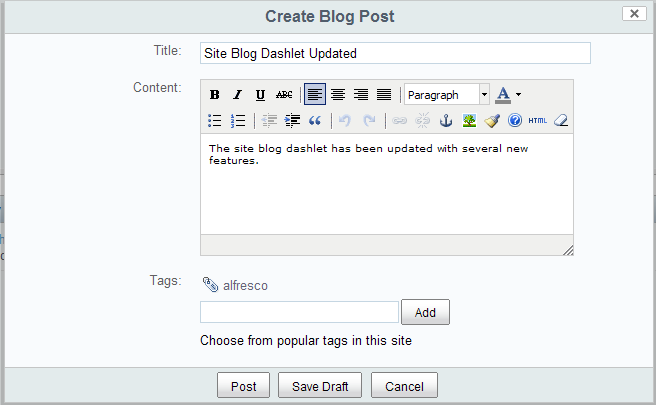 Create Blog Post
Title:
Site Blog Dashlet Updated
Content:
B I U ABC
Paragraph
A
HTML
The site blog dashlet has been updated with several new
features.
Tags:
alfresco
Add
Choose from popular tags in this site
Post
Save Draft
Cancel